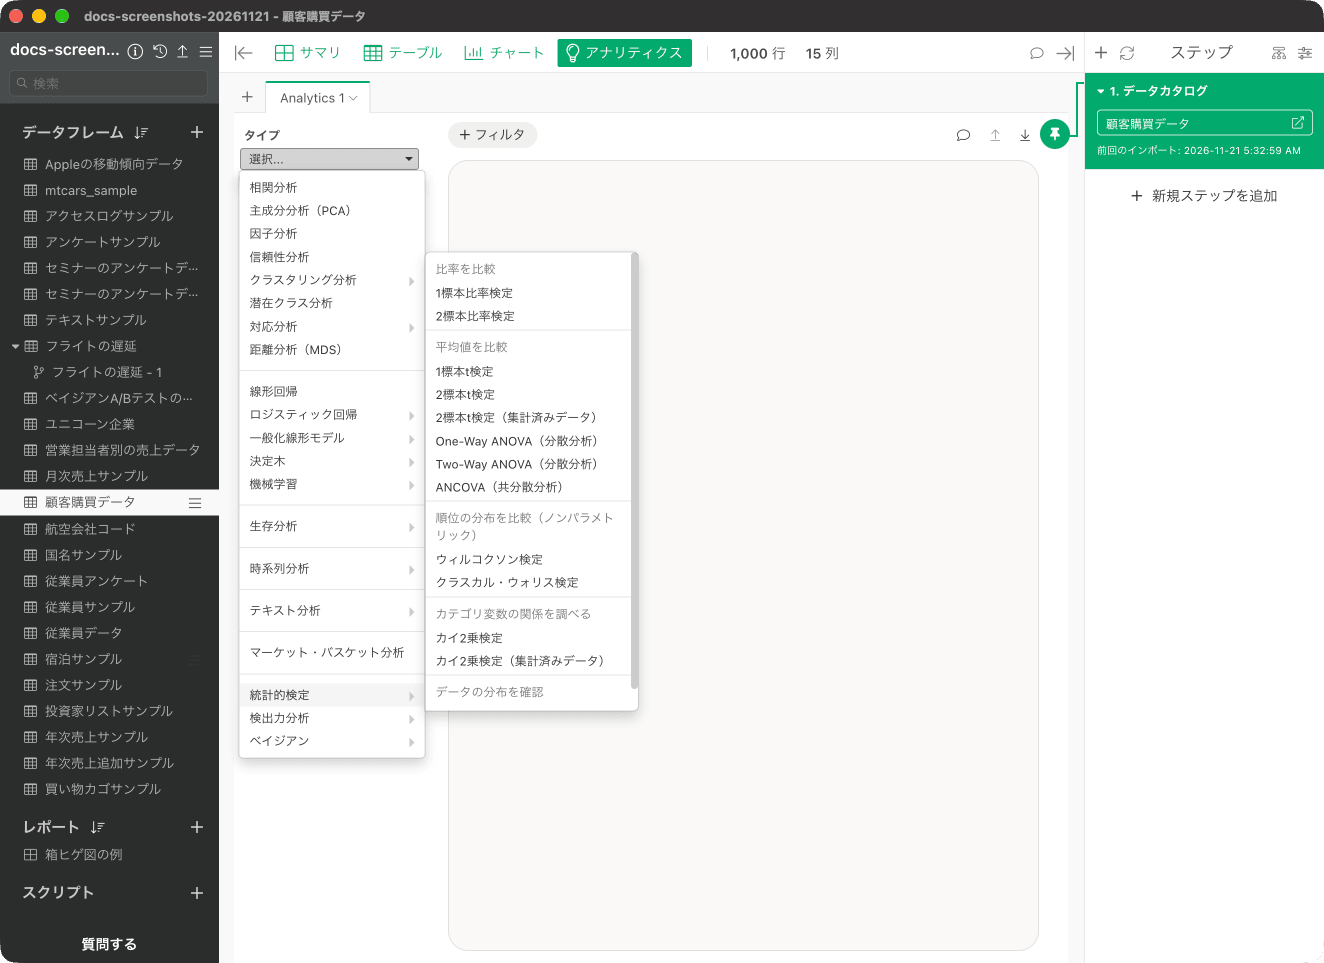 docs-screenshots-20261121 - 顧客購買データ
docs-screen...
検索
データフレーム
Appleの移動傾向データ
mtcars_sample
アクセスログサンプル
アンケートサンプル
セミナーのアンケートデ...
セミナーのアンケートデ...
テキストサンプル
フライトの遅延
フライトの遅延 - 1
ベイジアンA/Bテストの...
ユニコーン企業
営業担当者別の売上データ
月次売上サンプル
顧客購買データ
航空会社コード
国名サンプル
従業員アンケート
従業員サンプル
従業員データ
宿泊サンプル
注文サンプル
投資家リストサンプル
年次売上サンプル
年次売上追加サンプル
買い物カゴサンプル
レポート
箱ヒゲ図の例
スクリプト
質問する
サマリ
テーブル
チャート
アナリティクス
1,000 行
15 列
Analytics 1
タイプ
選択...
フィルタ
相関分析
主成分分析（PCA）
因子分析
信頼性分析
クラスタリング分析
潜在クラス分析
対応分析
距離分析（MDS）
線形回帰
ロジスティック回帰
一般化線形モデル
決定木
機械学習
生存分析
時系列分析
テキスト分析
マーケット・バスケット分析
統計的検定
検出力分析
ベイジアン
比率を比較
1標本比率検定
2標本比率検定
平均値を比較
1標本t検定
2標本t検定
2標本t検定（集計済みデータ）
One-Way ANOVA（分散分析）
Two-Way ANOVA（分散分析）
ANCOVA（共分散分析）
順位の分布を比較（ノンパラメト
リック）
ウィルコクソン検定
クラスカル・ウォリス検定
カテゴリ変数の関係を調べる
カイ2乗検定
カイ2乗検定（集計済みデータ）
データの分布を確認
ステップ
1. データカタログ
顧客購買データ
前回のインポート: 2026-11-21 5:32:59 AM
新規ステップを追加